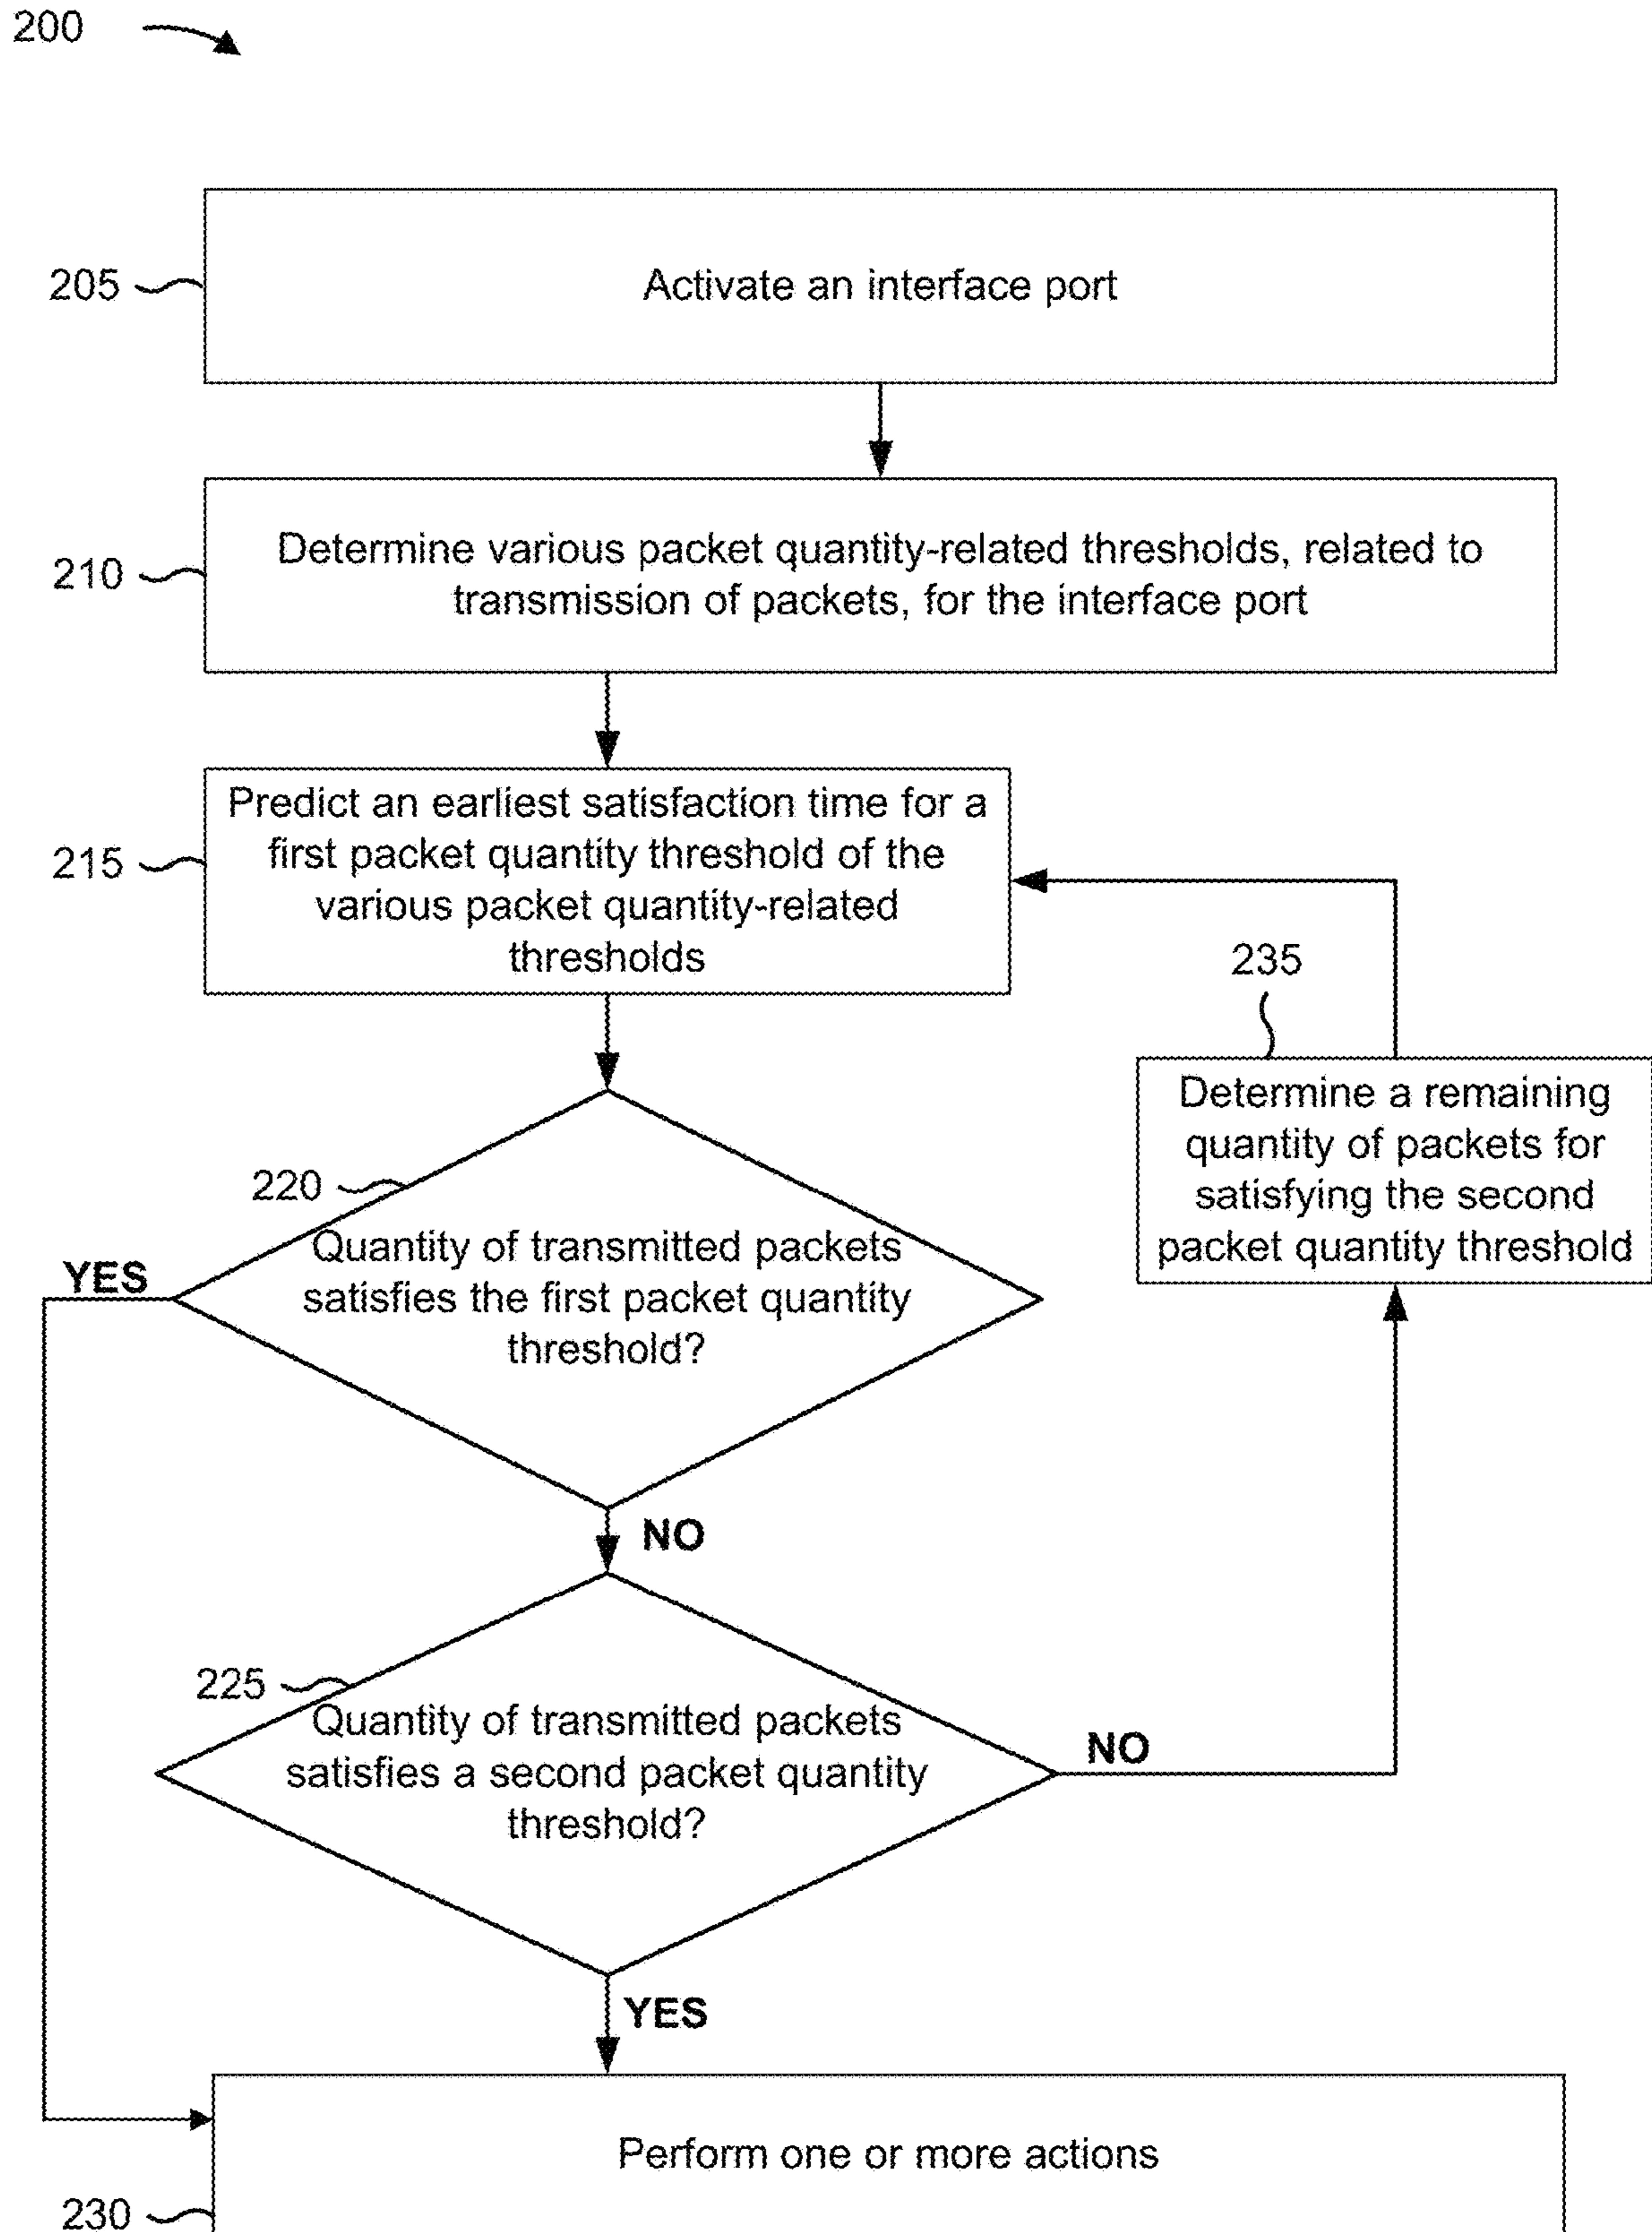 200
205
Activate an interface port
210
Determine various packet quantity-related thresholds, related to
transmission of packets, for the interface port
215
Predict an earliest satisfaction time for a
first packet quantity threshold of the
various packet quantity-related
thresholds
235
Determine a remaining
quantity of packets for
satisfying the second
packet quantity threshold
220
Quantity of transmitted packets
satisfies the first packet quantity
threshold?
YES
NO
225
Quantity of transmitted packets
satisfies a second packet quantity
threshold?
NO
YES
Perform one or more actions
230